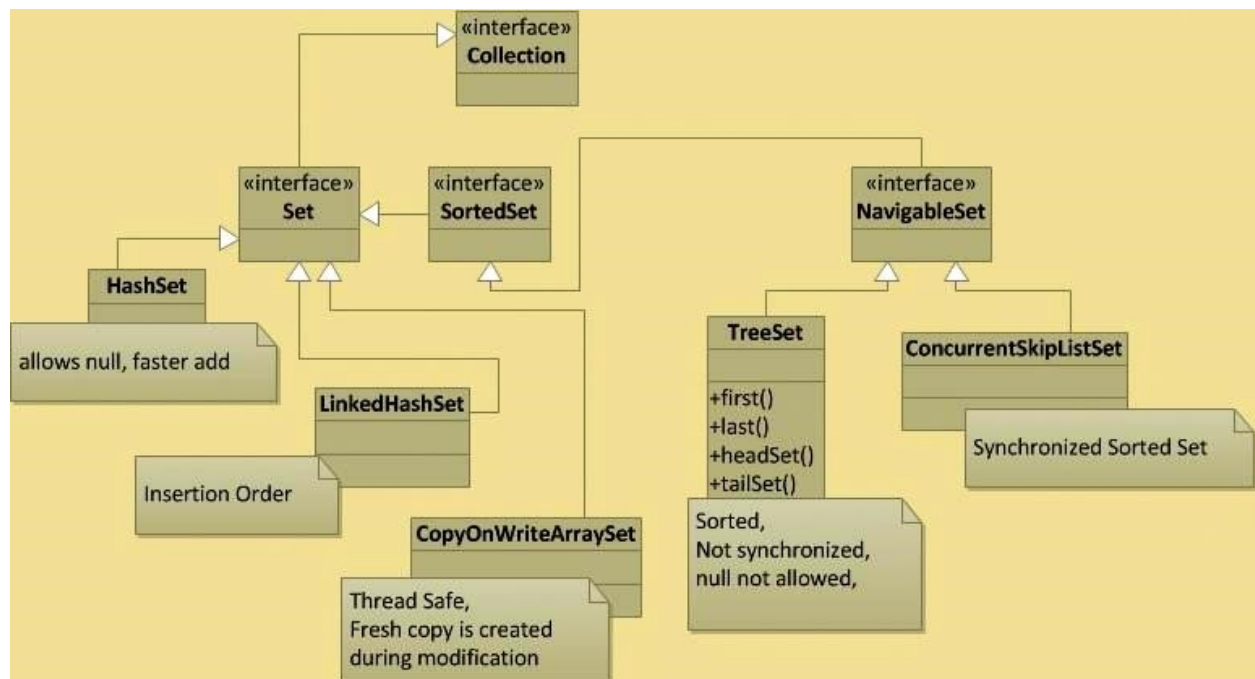 «interface»
Collection
«interface»
Set
«interface»
SortedSet
«interface»
NavigableSet
HashSet
allows null, faster add
LinkedHashSet
Insertion Order
CopyOnWriteArraySet
Thread Safe,
Fresh copy is created
during modification
TreeSet
+first()
+last()
+headSet()
+tailSet()
Sorted,
Not synchronized,
null not allowed,
ConcurrentSkipListSet
Synchronized Sorted Set